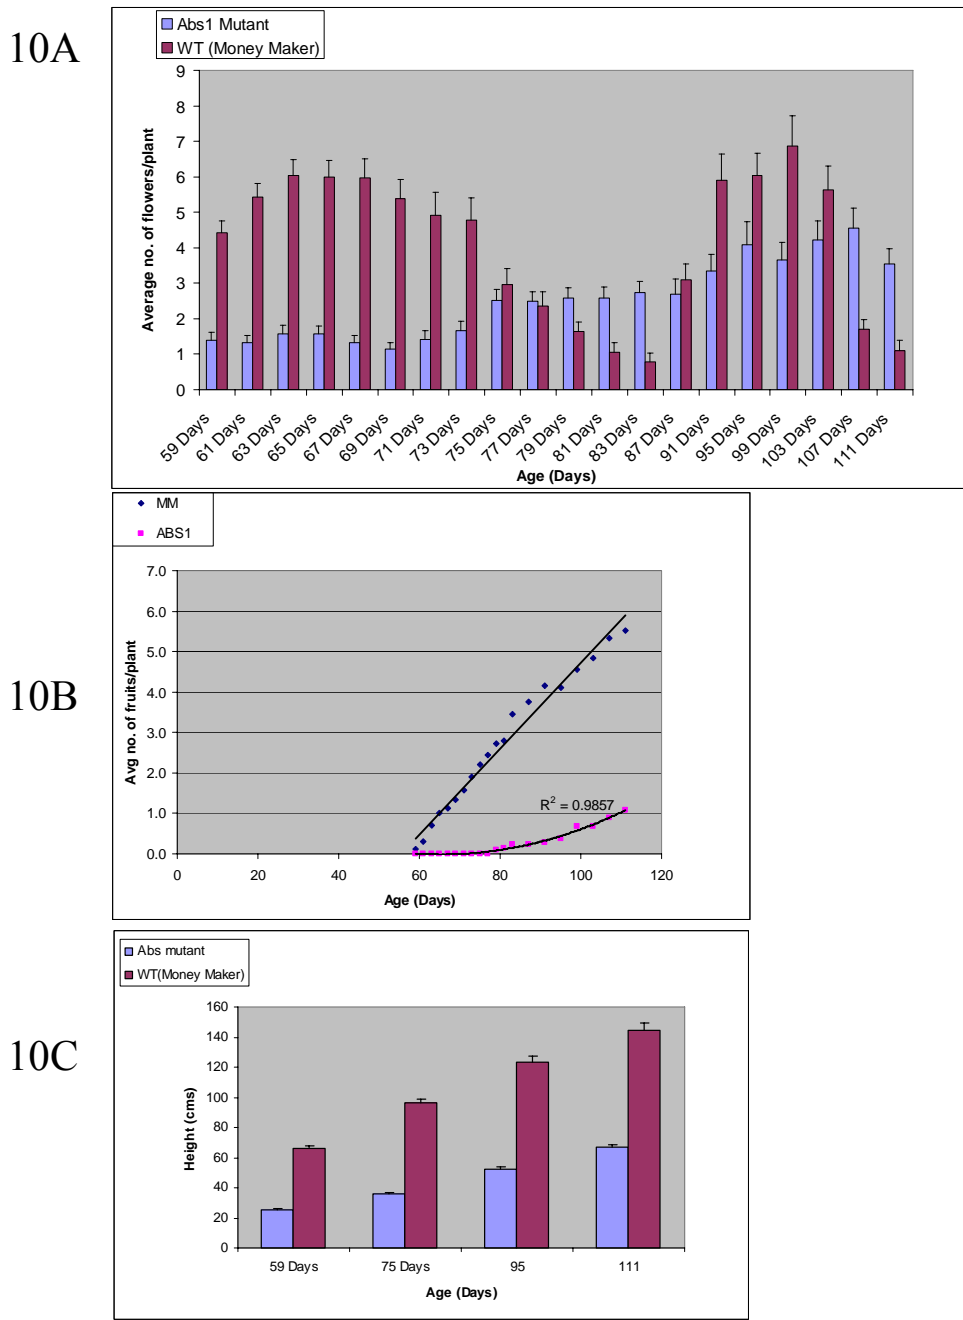 10A
Abs1 Mutant
WT (Money Maker)
Average no. of flowers/plant
9
8
7
6
5
4
3
2
1
0
59 Days
61 Days
63 Days
65 Days
67 Days
69 Days
71 Days
73 Days
75 Days
77 Days
79 Days
81 Days
83 Days
87 Days
91 Days
95 Days
99 Days
103 Days
107 Days
111 Days
Age (Days)
10B
MM
ABS1
Avg no. of fruits/plant
7.0
6.0
5.0
4.0
3.0
2.0
1.0
0.0
R² = 0.9857
0 20 40 60 80 100 120
Age (Days)
10C
Abs mutant
WT(Money Maker)
Height (cms)
160
140
120
100
80
60
40
20
0
59 Days 75 Days 95 111
Age (Days)